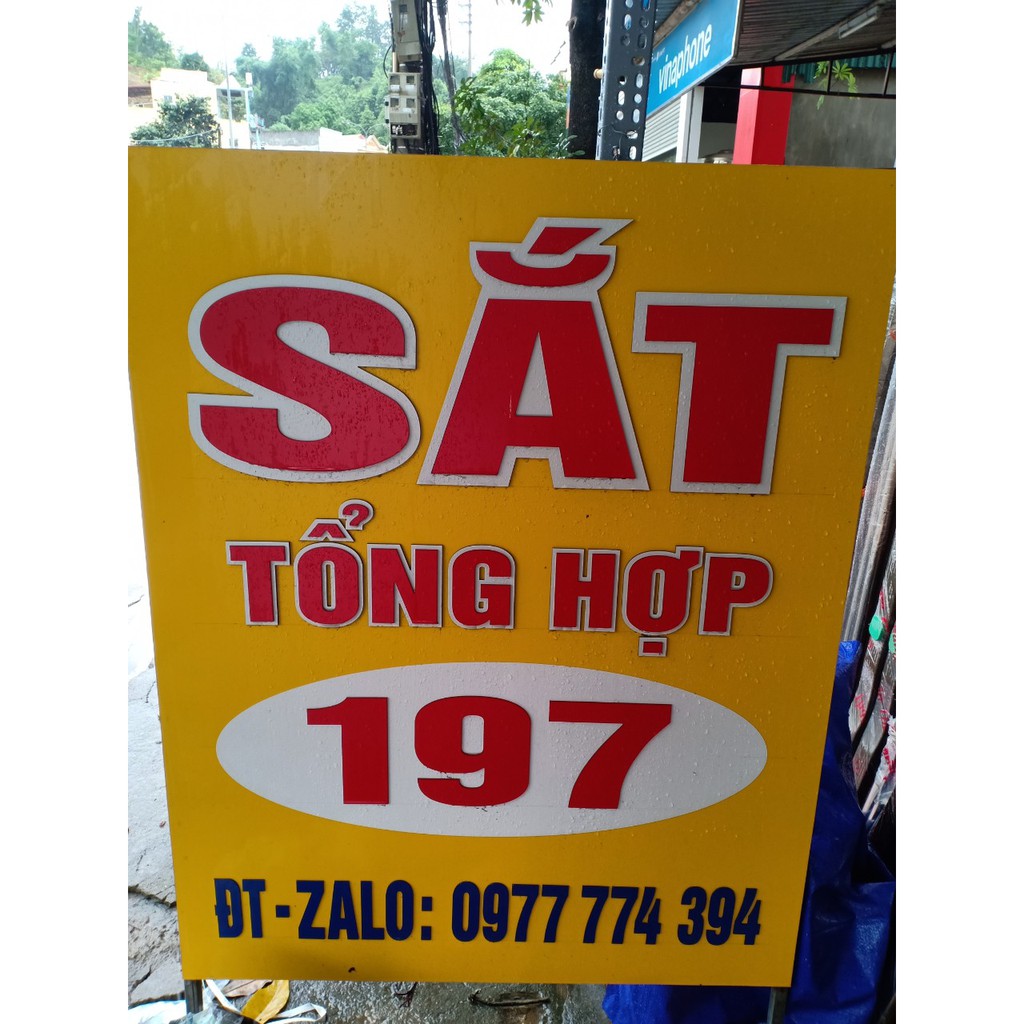 vinaphone
SẮT
TỔNG HỢP
197
ĐT - ZALO: 0977 774 394